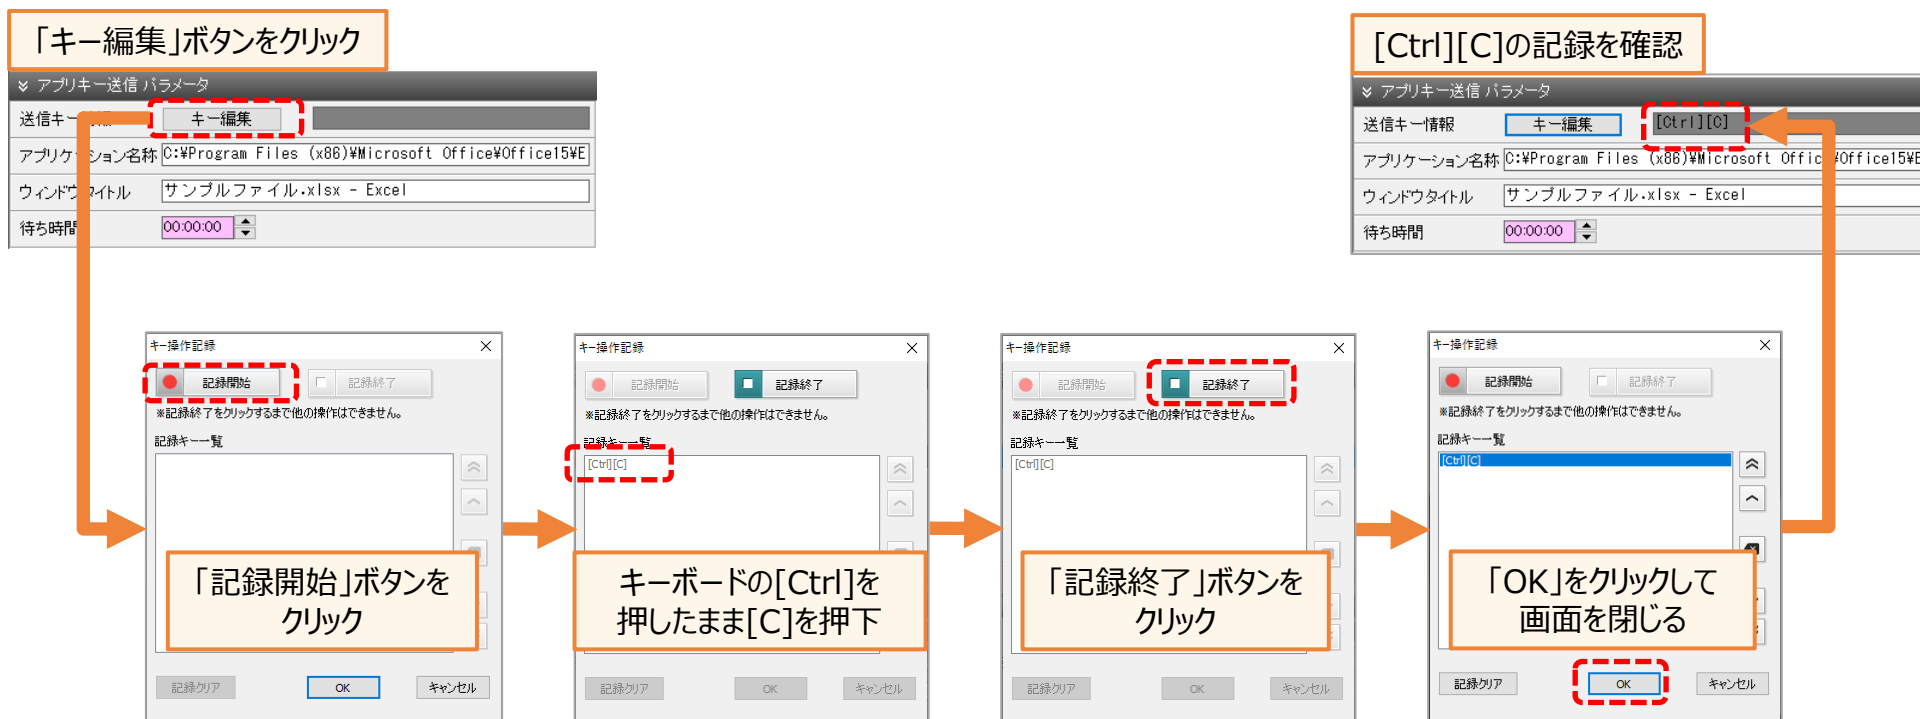 「キー編集」ボタンをクリック
アプリキー送信 パラメータ
送信キー
キー編集
アプリケーション名称 C:¥Program Files (x86)¥Microsoft Office¥Office15¥E
ウィンドウタイトル サンプルファイル.xlsx - Excel
待ち時間 00:00:00
[Ctrl][C]の記録を確認
アプリキー送信 パラメータ
送信キー情報 キー編集 [Ctrl][C]
アプリケーション名称 C:¥Program Files (x86)¥Microsoft Office¥Office15¥E
ウィンドウタイトル サンプルファイル.xlsx - Excel
待ち時間 00:00:00
キー操作記録
記録開始 記録終了
※記録終了をクリックするまで他の操作はできません。
記録キー一覧
「記録開始」ボタンを
クリック
記録クリア OK キャンセル
キー操作記録
記録開始 記録終了
※記録終了をクリックするまで他の操作はできません。
記録キー一覧
[Ctrl][C]
キーボードの[Ctrl]を
押したまま[C]を押下
記録クリア OK キャンセル
キー操作記録
記録開始 記録終了
※記録終了をクリックするまで他の操作はできません。
記録キー一覧
[Ctrl][C]
「記録終了」ボタンを
クリック
記録クリア OK キャンセル
キー操作記録
記録開始 記録終了
※記録終了をクリックするまで他の操作はできません。
記録キー一覧
[Ctrl][C]
「OK」をクリックして
画面を閉じる
記録クリア OK キャンセル